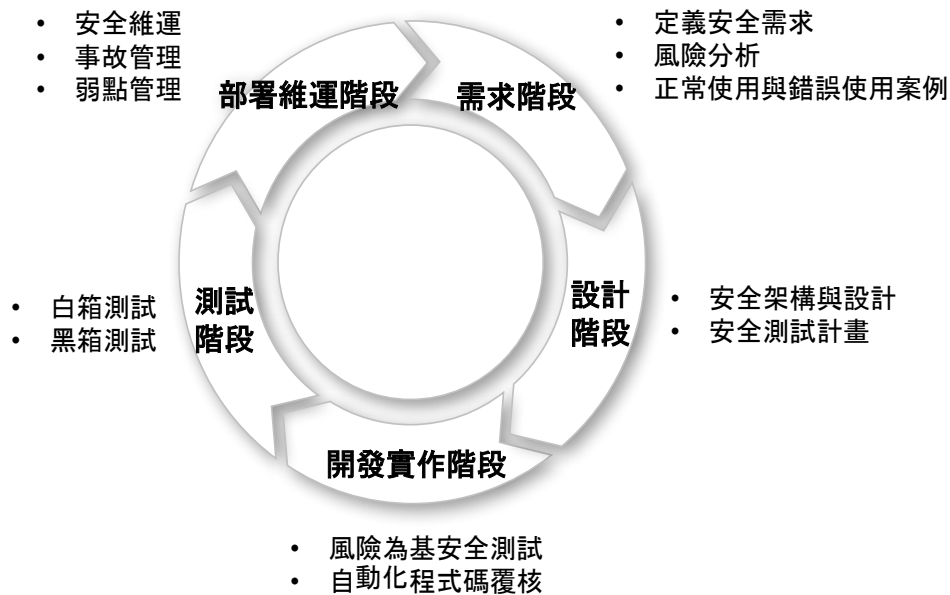 • 安全維運
• 事故管理
• 弱點管理
部署維運階段
需求階段
• 定義安全需求
• 風險分析
• 正常使用與錯誤使用案例
設計
階段
• 安全架構與設計
• 安全測試計畫
開發實作階段
• 風險為基安全測試
• 自動化程式碼覆核
測試
階段
• 白箱測試
• 黑箱測試